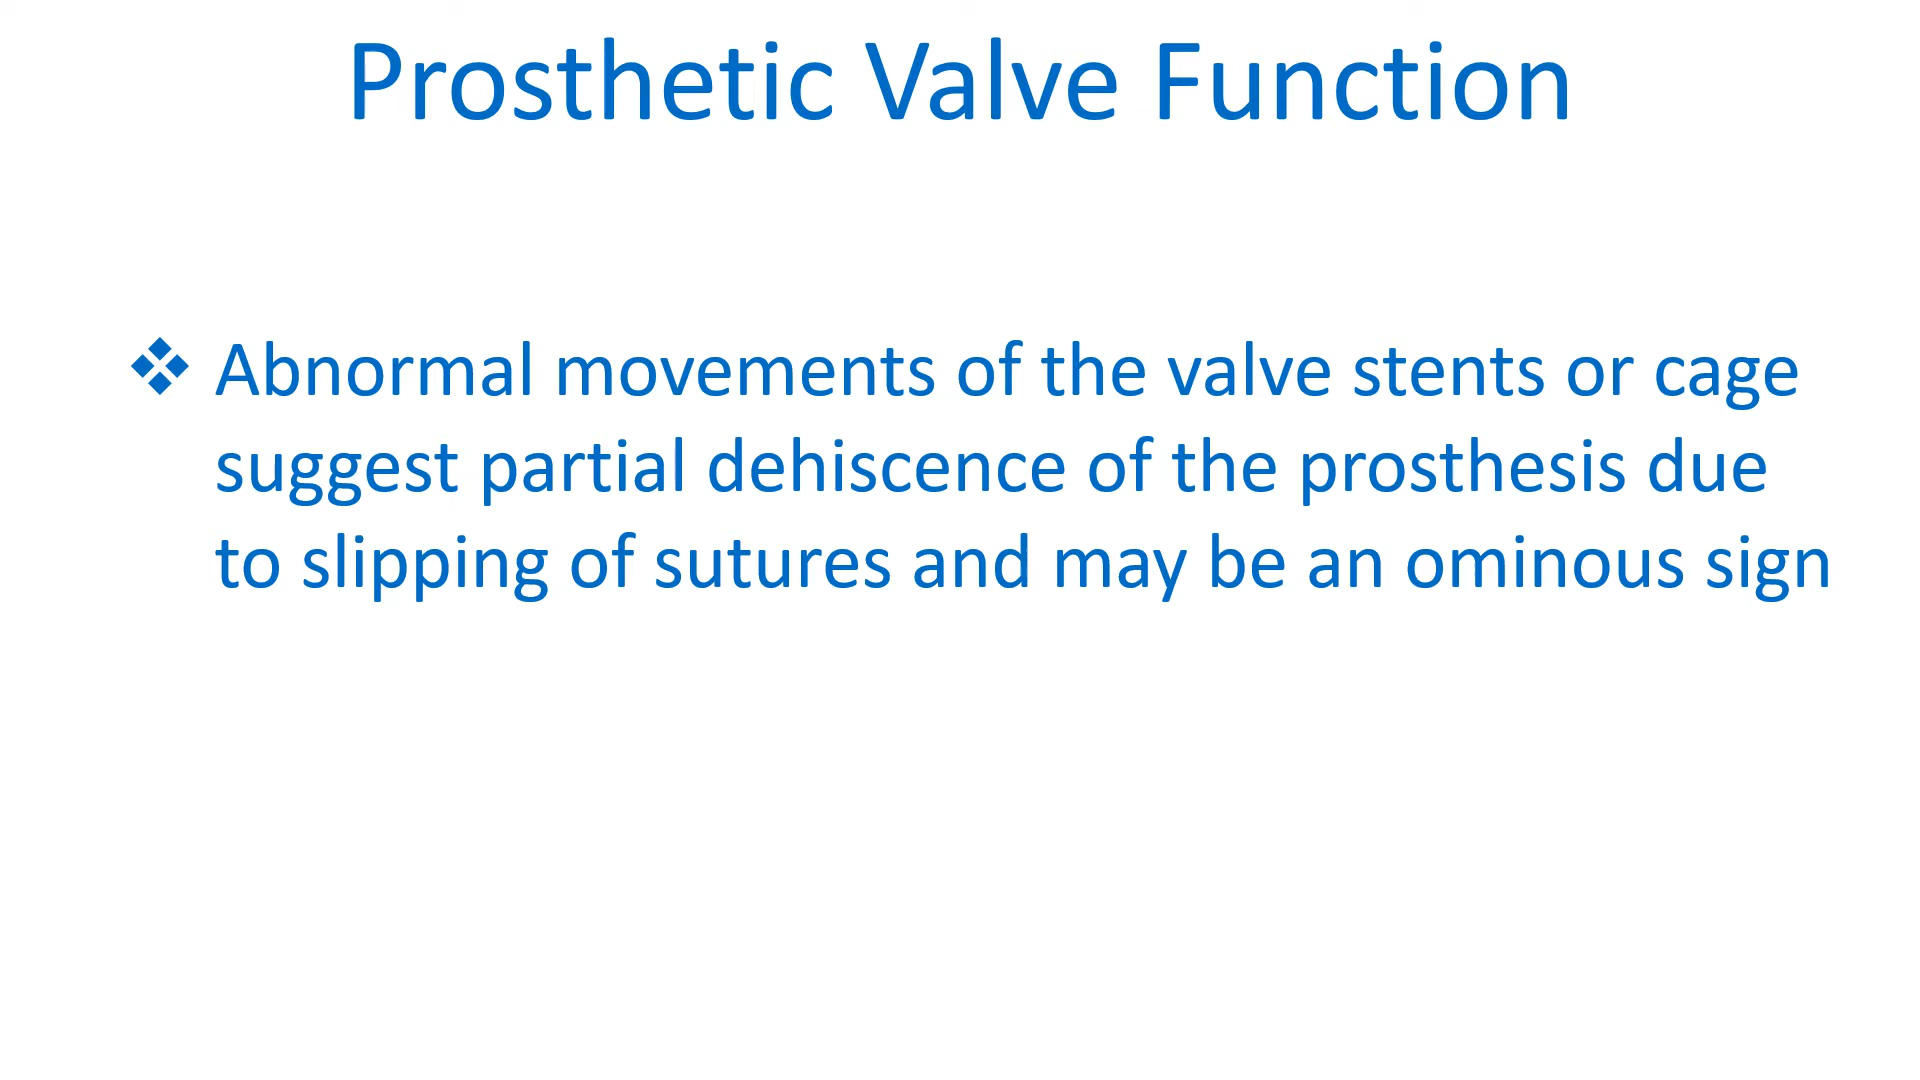 Prosthetic Valve Function
❖ Abnormal movements of the valve stents or cage
suggest partial dehiscence of the prosthesis due
to slipping of sutures and may be an ominous sign